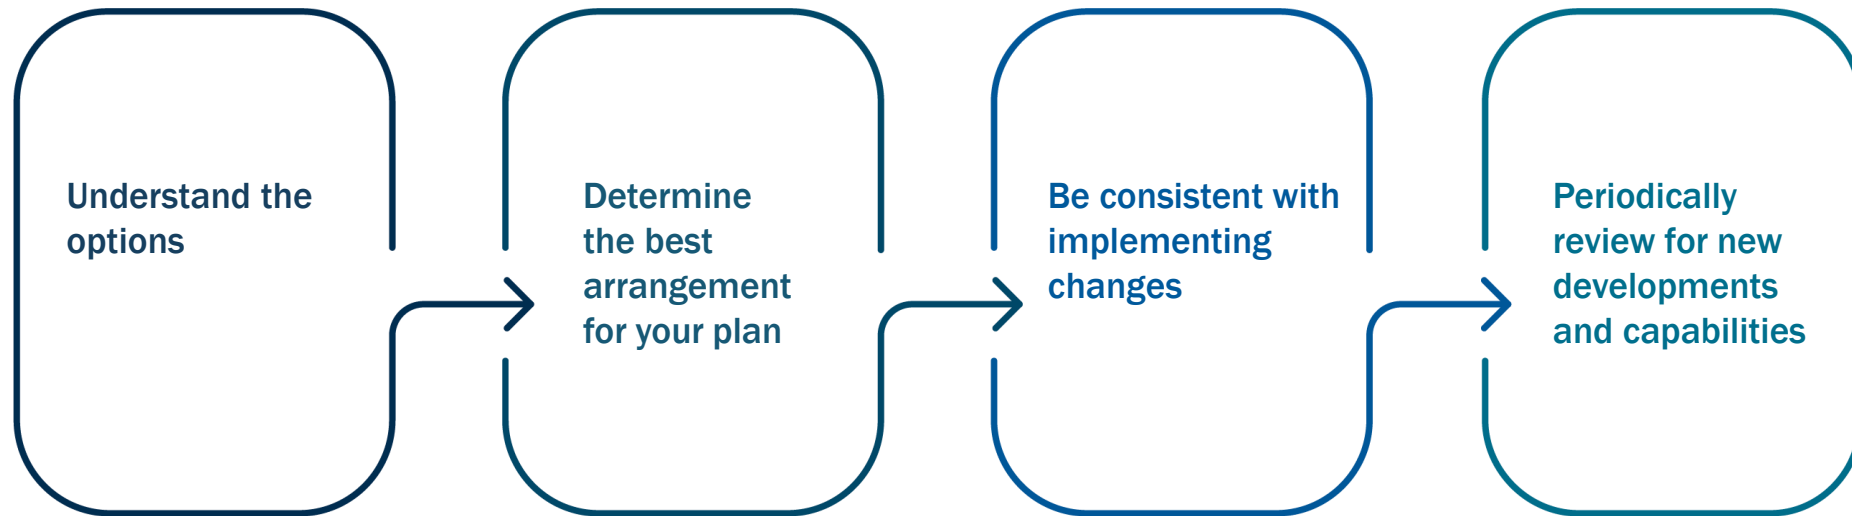 Understand the
options
Determine
the best
arrangement
for your plan
Be consistent with
implementing
changes
Periodically
review for new
developments
and capabilities